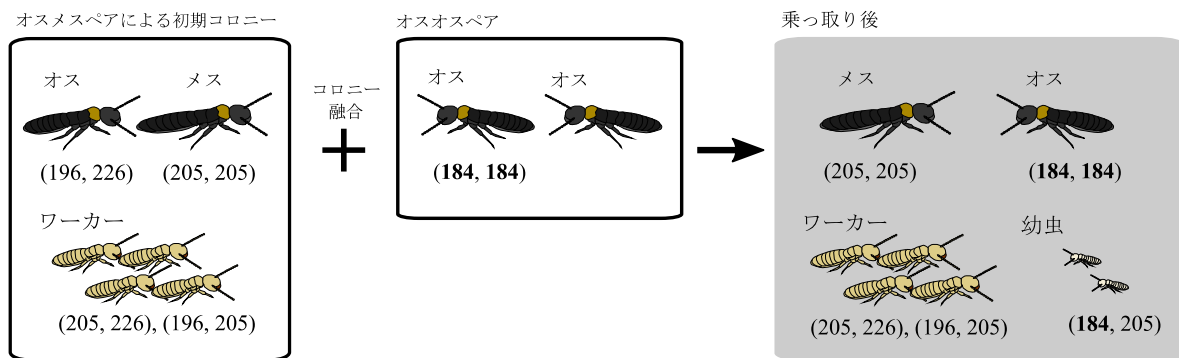 オスメスペアによる初期コロニー
オス
メス
(196, 226)
(205, 205)
ワーカー
(205, 226), (196, 205)
コロニー
融合
オスオスペア
オス
オス
(184, 184)
乗っ取り後
メス
オス
(205, 205)
(184, 184)
ワーカー
幼虫
(205, 226), (196, 205)
(184, 205)